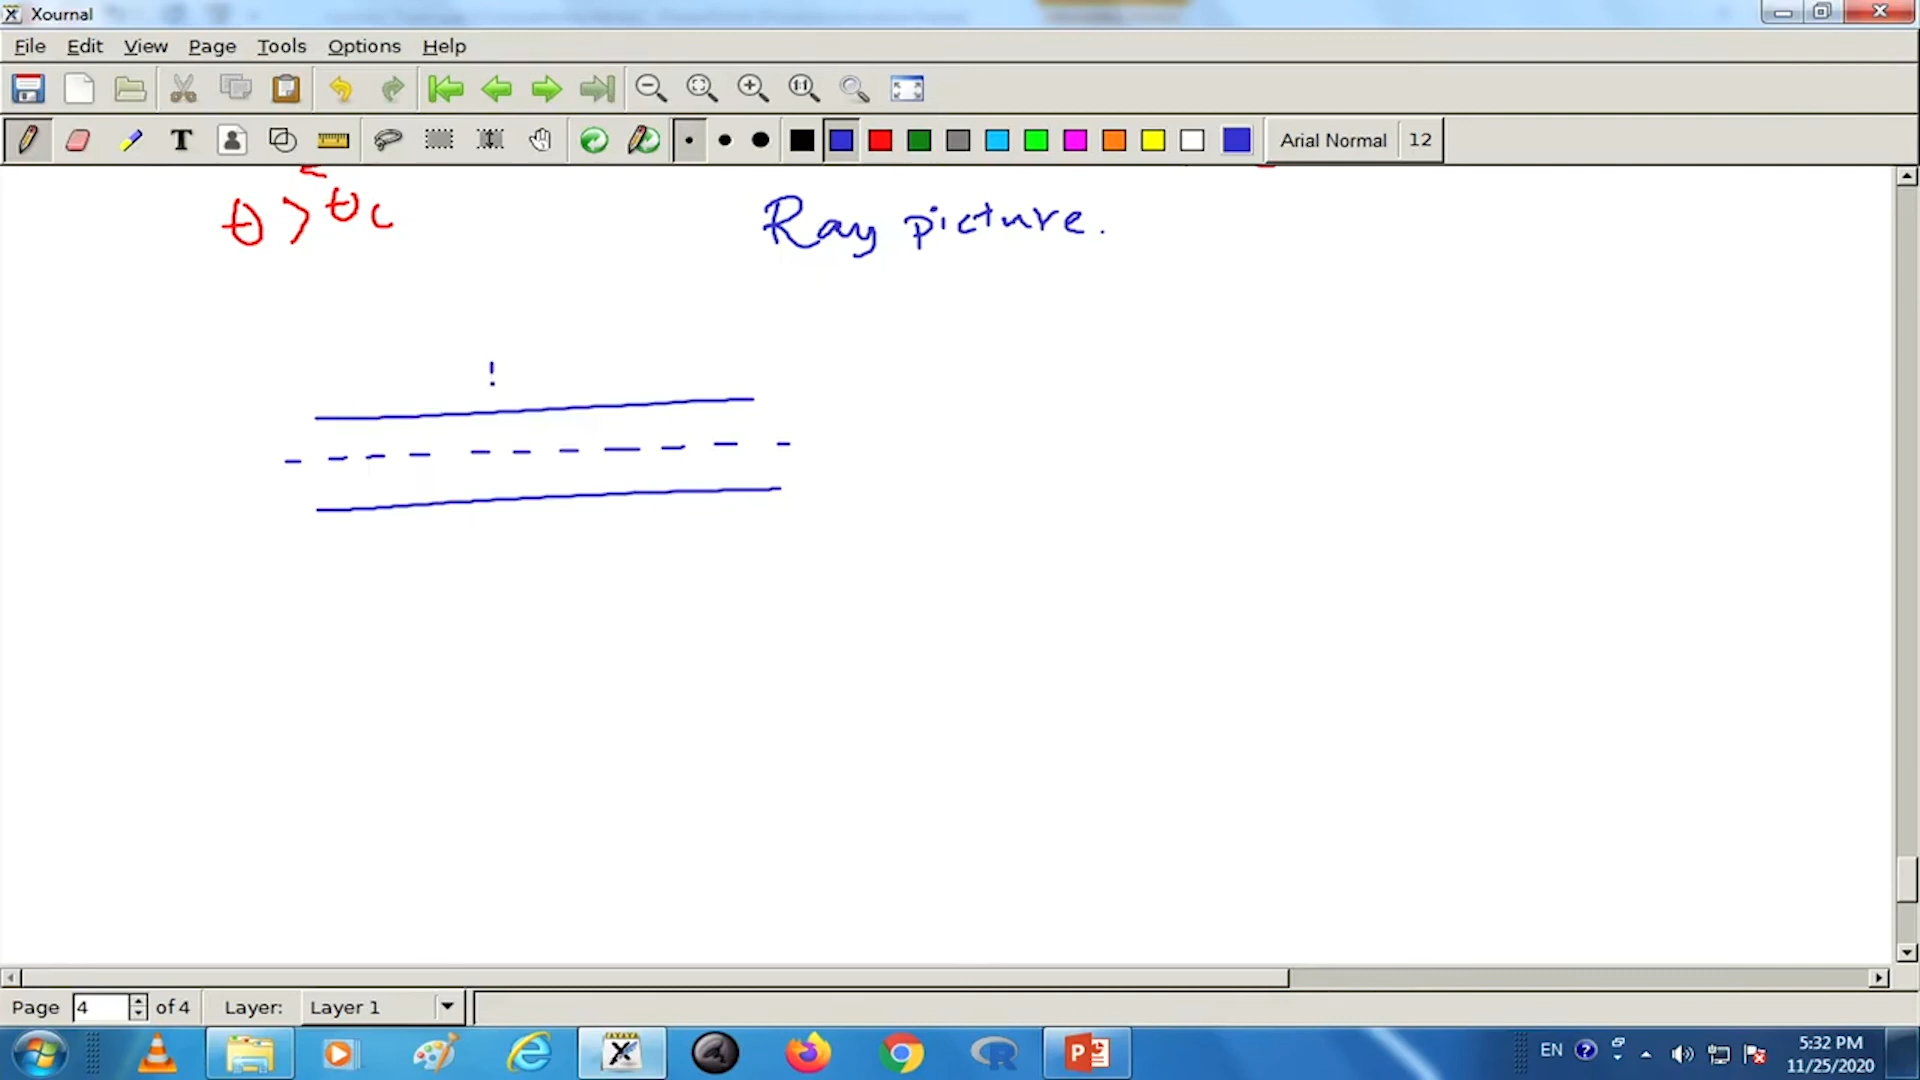 Xournal
File Edit View Page Tools Options Help
T Arial Normal 12
θ > θc
Ray picture.
!
Page 4 of 4 Layer: Layer 1
EN 5:32 PM
11/25/2020